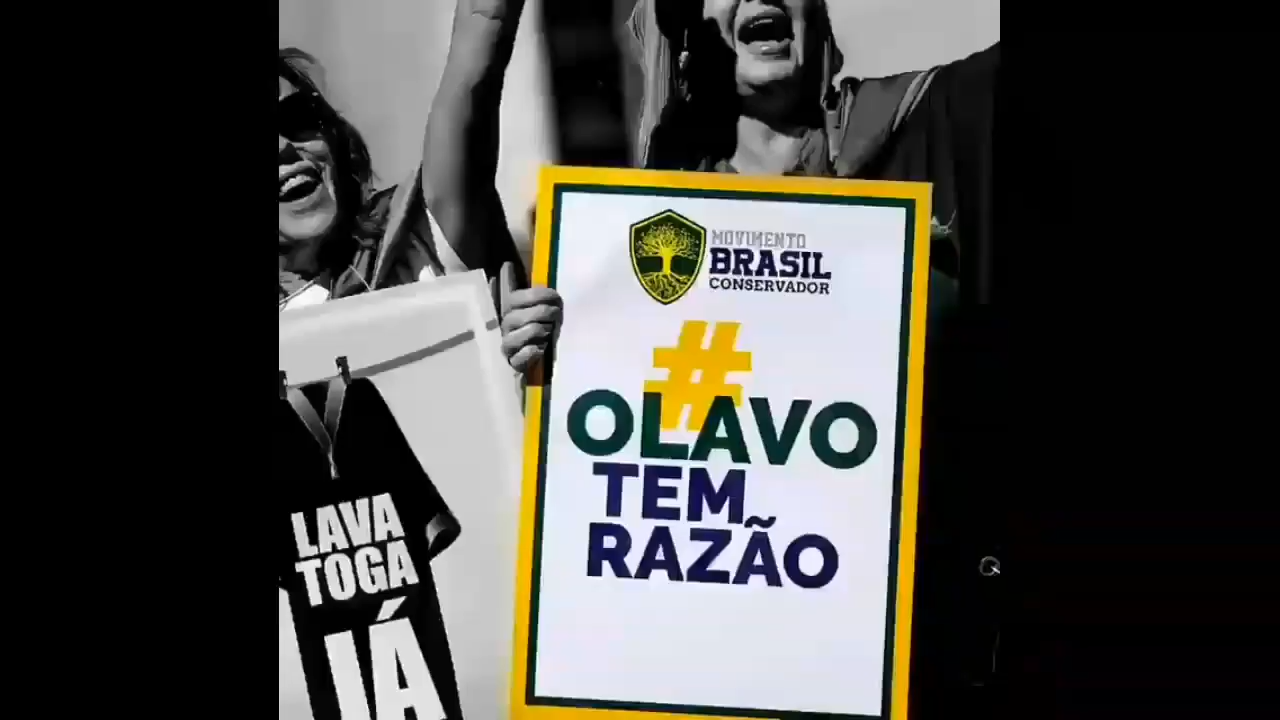 MOVIMENTO
BRASIL
CONSERVADOR
#
OLAVO
TEM
RAZÃO
LAVA
TOGA
JÁ